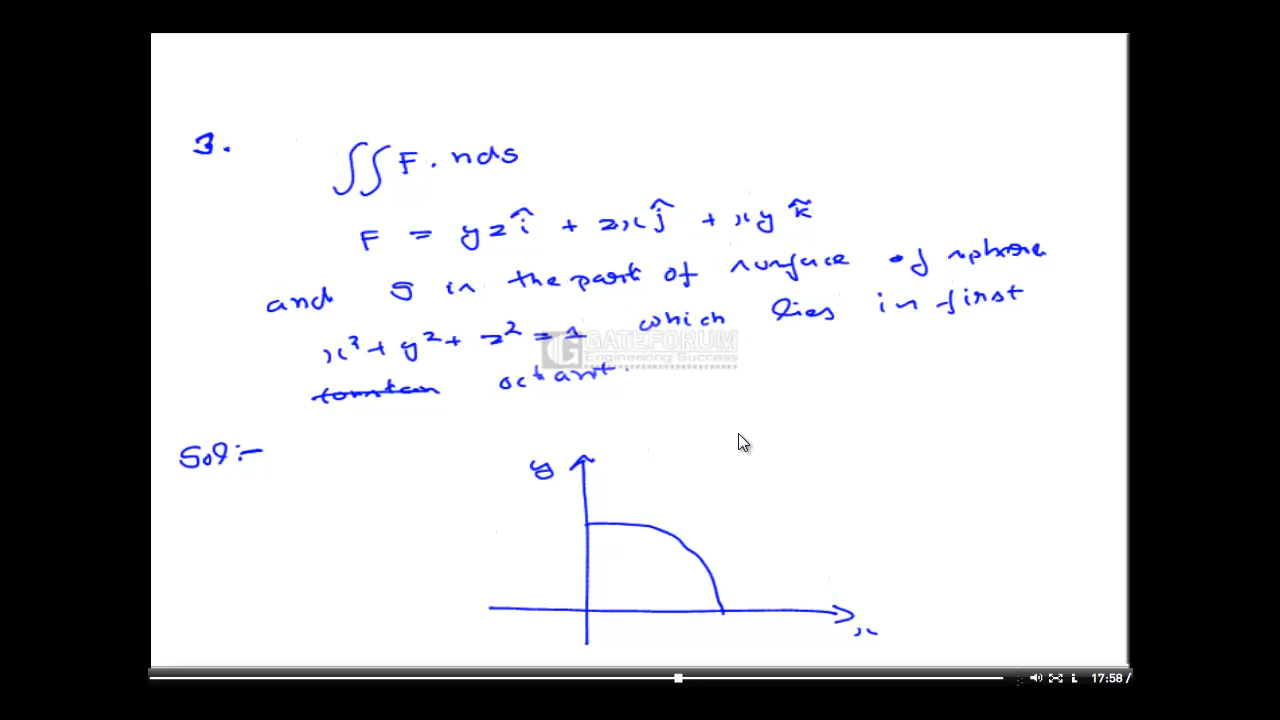 3.
∫∫ F. nds
F = yz î + zx ĵ + xy k̃
and S is the part of surface of sphere
x² + y² + z² = 1 which lies in first
octant.
GATEFORUM
Engineering Success
Sol:-
y
x
17:58 /